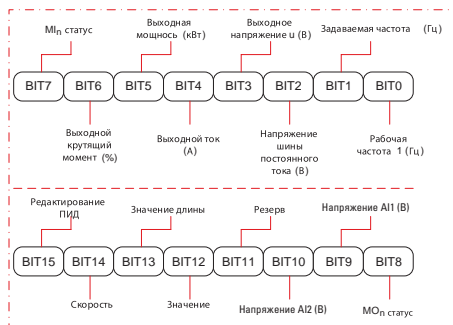 MIn статус
Выходная
мощнось (кВт)
Выходное
напряжение u (В)
Задаваемая частота (Гц)
BIT7 BIT6 BIT5 BIT4 BIT3 BIT2 BIT1 BIT0
Выходной
крутящий
момент (%)
Выходной ток
(А)
Напряжение
шины
постоянного
тока (В)
Рабочая
частота 1 (Гц)
Редактирование
ПИД
Значение длины
Резерв
Напряжение AI1 (В)
BIT15 BIT14 BIT13 BIT12 BIT11 BIT10 BIT9 BIT8
Скорость
Значение
Напряжение AI2 (В)
MOn статус